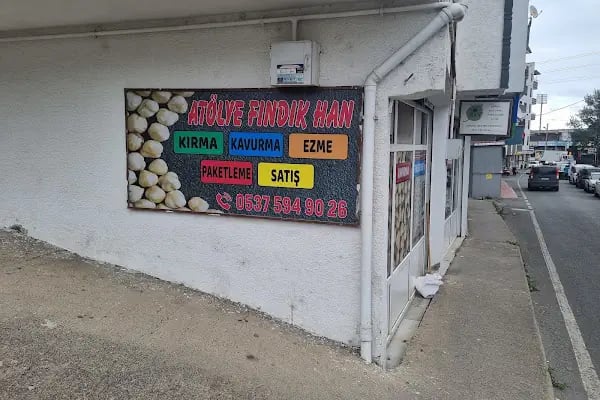 ATÖLYE FINDIK HAN
KIRMA KAVURMA EZME
PAKETLEME SATIŞ
0537 594 90 26